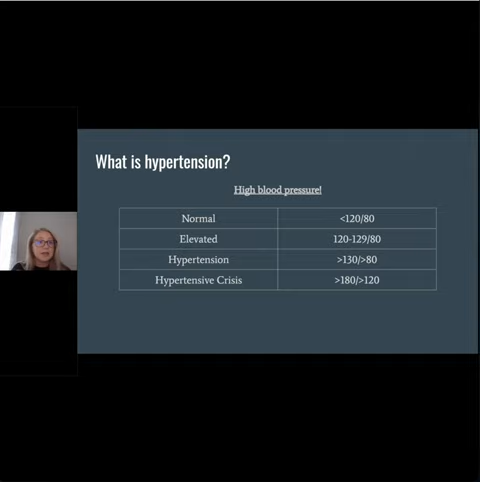 What is hypertension?
High blood pressure!
Normal <120/80
Elevated 120-129/80
Hypertension >130/>80
Hypertensive Crisis >180/>120